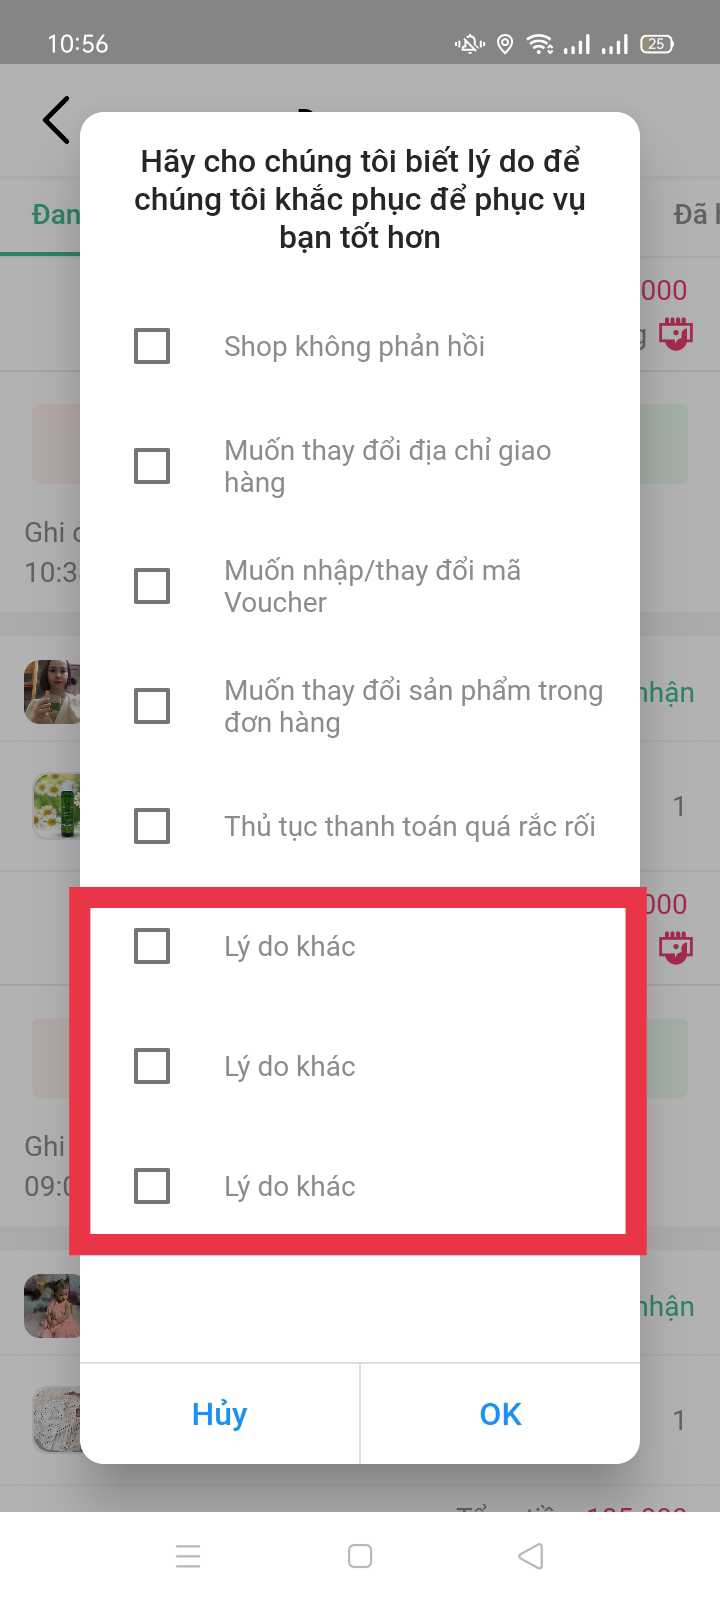 10:56
25
Hãy cho chúng tôi biết lý do để
chúng tôi khắc phục để phục vụ
bạn tốt hơn
Đan
Đã
000
Shop không phản hồi
Muốn thay đổi địa chỉ giao
hàng
Ghi
10:3
Muốn nhập/thay đổi mã
Voucher
Muốn thay đổi sản phẩm trong
đơn hàng
nhận
Thủ tục thanh toán quá rắc rối
1
000
Lý do khác
Lý do khác
Ghi
09:0
Lý do khác
nhận
Hủy
OK
1